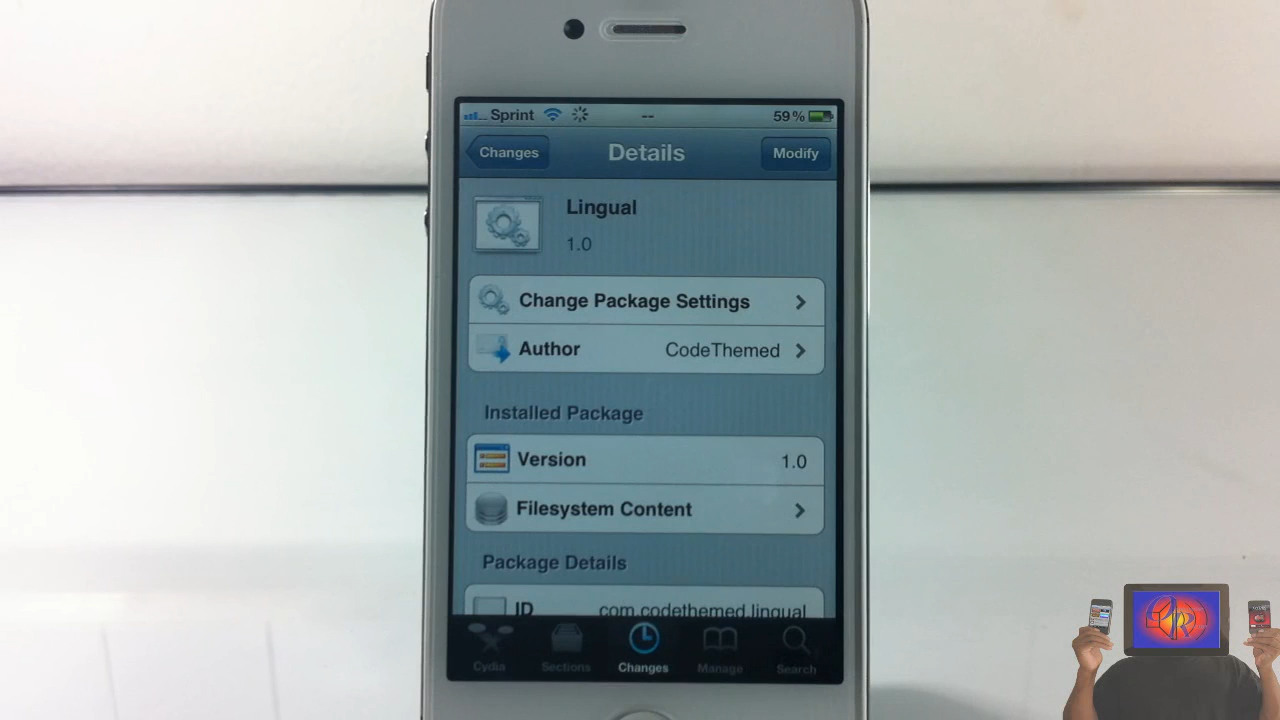 Sprint -- 59%
Changes Details Modify
Lingual
1.0
Change Package Settings
Author CodeThemed
Installed Package
Version 1.0
Filesystem Content
Package Details
ID com.codethemed.lingual
Cydia Sections Changes Manage Search